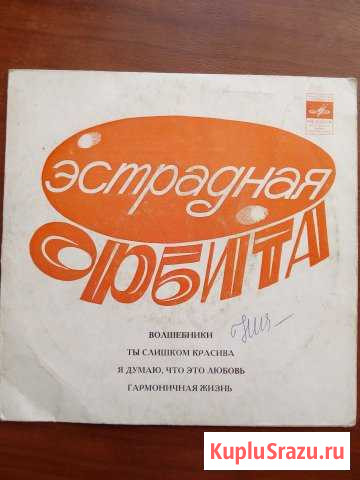 эстрадная
ОРБИТА
ВОЛШЕБНИКИ
ТЫ СЛИШКОМ КРАСИВА
Я ДУМАЮ, ЧТО ЭТО ЛЮБОВЬ
ГАРМОНИЧНАЯ ЖИЗНЬ
KupluSrazu.ru